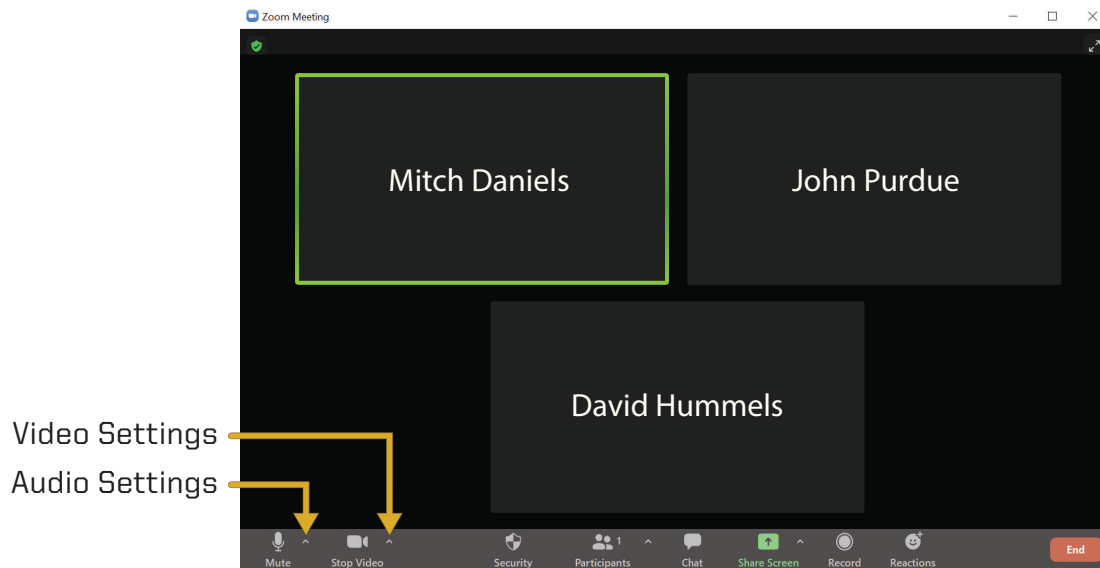 Zoom Meeting
Mitch Daniels
John Purdue
David Hummels
Video Settings
Audio Settings
1
Mute Stop Video Security Participants Chat Share Screen Record Reactions End